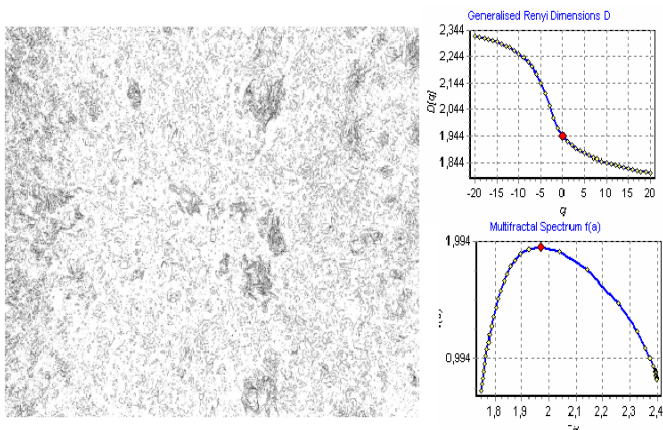 Generalised Renyi Dimensions D
2,344
2,244
2,144
2,044
1,944
1,844
D(q)
-20 -15 -10 -5 0 5 10 15 20
q
Multifractal Spectrum f(a)
1,994
0,994
1,8 1,9 2 2,1 2,2 2,3 2,4